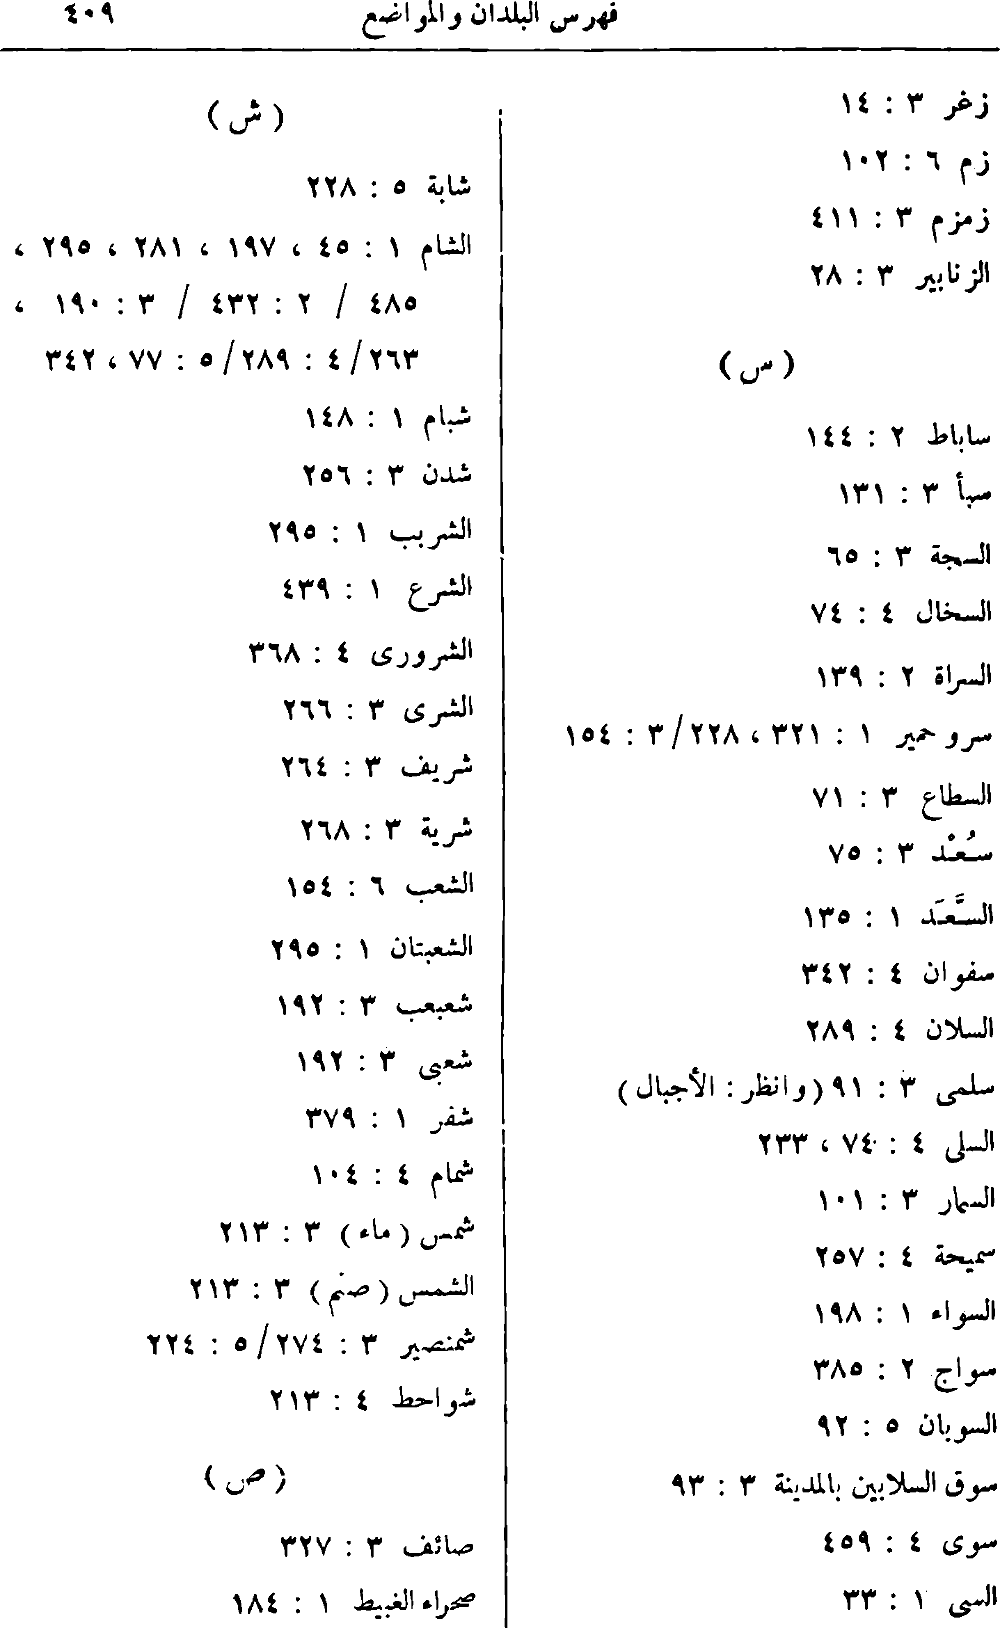 فهرس البلدان والمواضع ٤٠٩
زغر ٣ : ١٤
زم ٦ : ١٠٢
زمزم ٣ : ٤١١
الزنابير ٣ : ٢٨
( س )
ساباط ٢ : ١٤٤
سبأ ٣ : ١٣١
السجة ٣ : ٦٥
السخال ٤ : ٧٤
السراة ٢ : ١٣٩
سرو حمير ١ : ٣٢١ ، ٢٢٨/ ٣ : ١٥٤
السطاع ٣ : ٧١
سُعْد ٣ : ٧٥
السَّعَد ١ : ١٣٥
سفوان ٤ : ٣٤٢
السلان ٤ : ٢٨٩
سلمى ٣ : ٩١ (وانظر : الأجبال)
السلى ٤ : ٧٤ ، ٢٣٣
السمار ٣ : ١٠١
سميحة ٤ : ٢٥٧
السواء ١ : ١٩٨
سواج ٢ : ٣٨٥
السوبان ٥ : ٩٢
سوق السلابين بالمدينة ٣ : ٩٣
سوى ٤ : ٤٥٩
السى ١ : ٣٣
( ش )
شابة ٥ : ٢٢٨
الشام ١ : ٤٥ ، ١٩٧ ، ٢٨١ ، ٢٩٥ ،
٤٨٥ / ٢ : ٤٣٢ / ٣ : ١٩٠ ،
٢٦٣/ ٤ : ٢٨٩/ ٥ : ٧٧ ، ٣٤٢
شبام ١ : ١٤٨
شدن ٣ : ٢٥٦
الشربب ١ : ٢٩٥
الشرع ١ : ٤٣٩
الشرورى ٤ : ٣٦٨
الشرى ٣ : ٢٦٦
شريف ٣ : ٢٦٤
شرية ٣ : ٢٦٨
الشعب ٦ : ١٥٤
الشعبتان ١ : ٢٩٥
شعبعب ٣ : ١٩٢
شعبى ٣ : ١٩٢
شفر ١ : ٣٧٩
شمام ٤ : ١٠٤
شمس (ماء) ٣ : ٢١٣
الشمس (صنم) ٣ : ٢١٣
شمنصير ٣ : ٢٧٤/ ٥ : ٢٢٤
شواحط ٤ : ٢١٣
( ص )
صائف ٣ : ٣٢٧
صحراء الغبيط ١ : ١٨٤